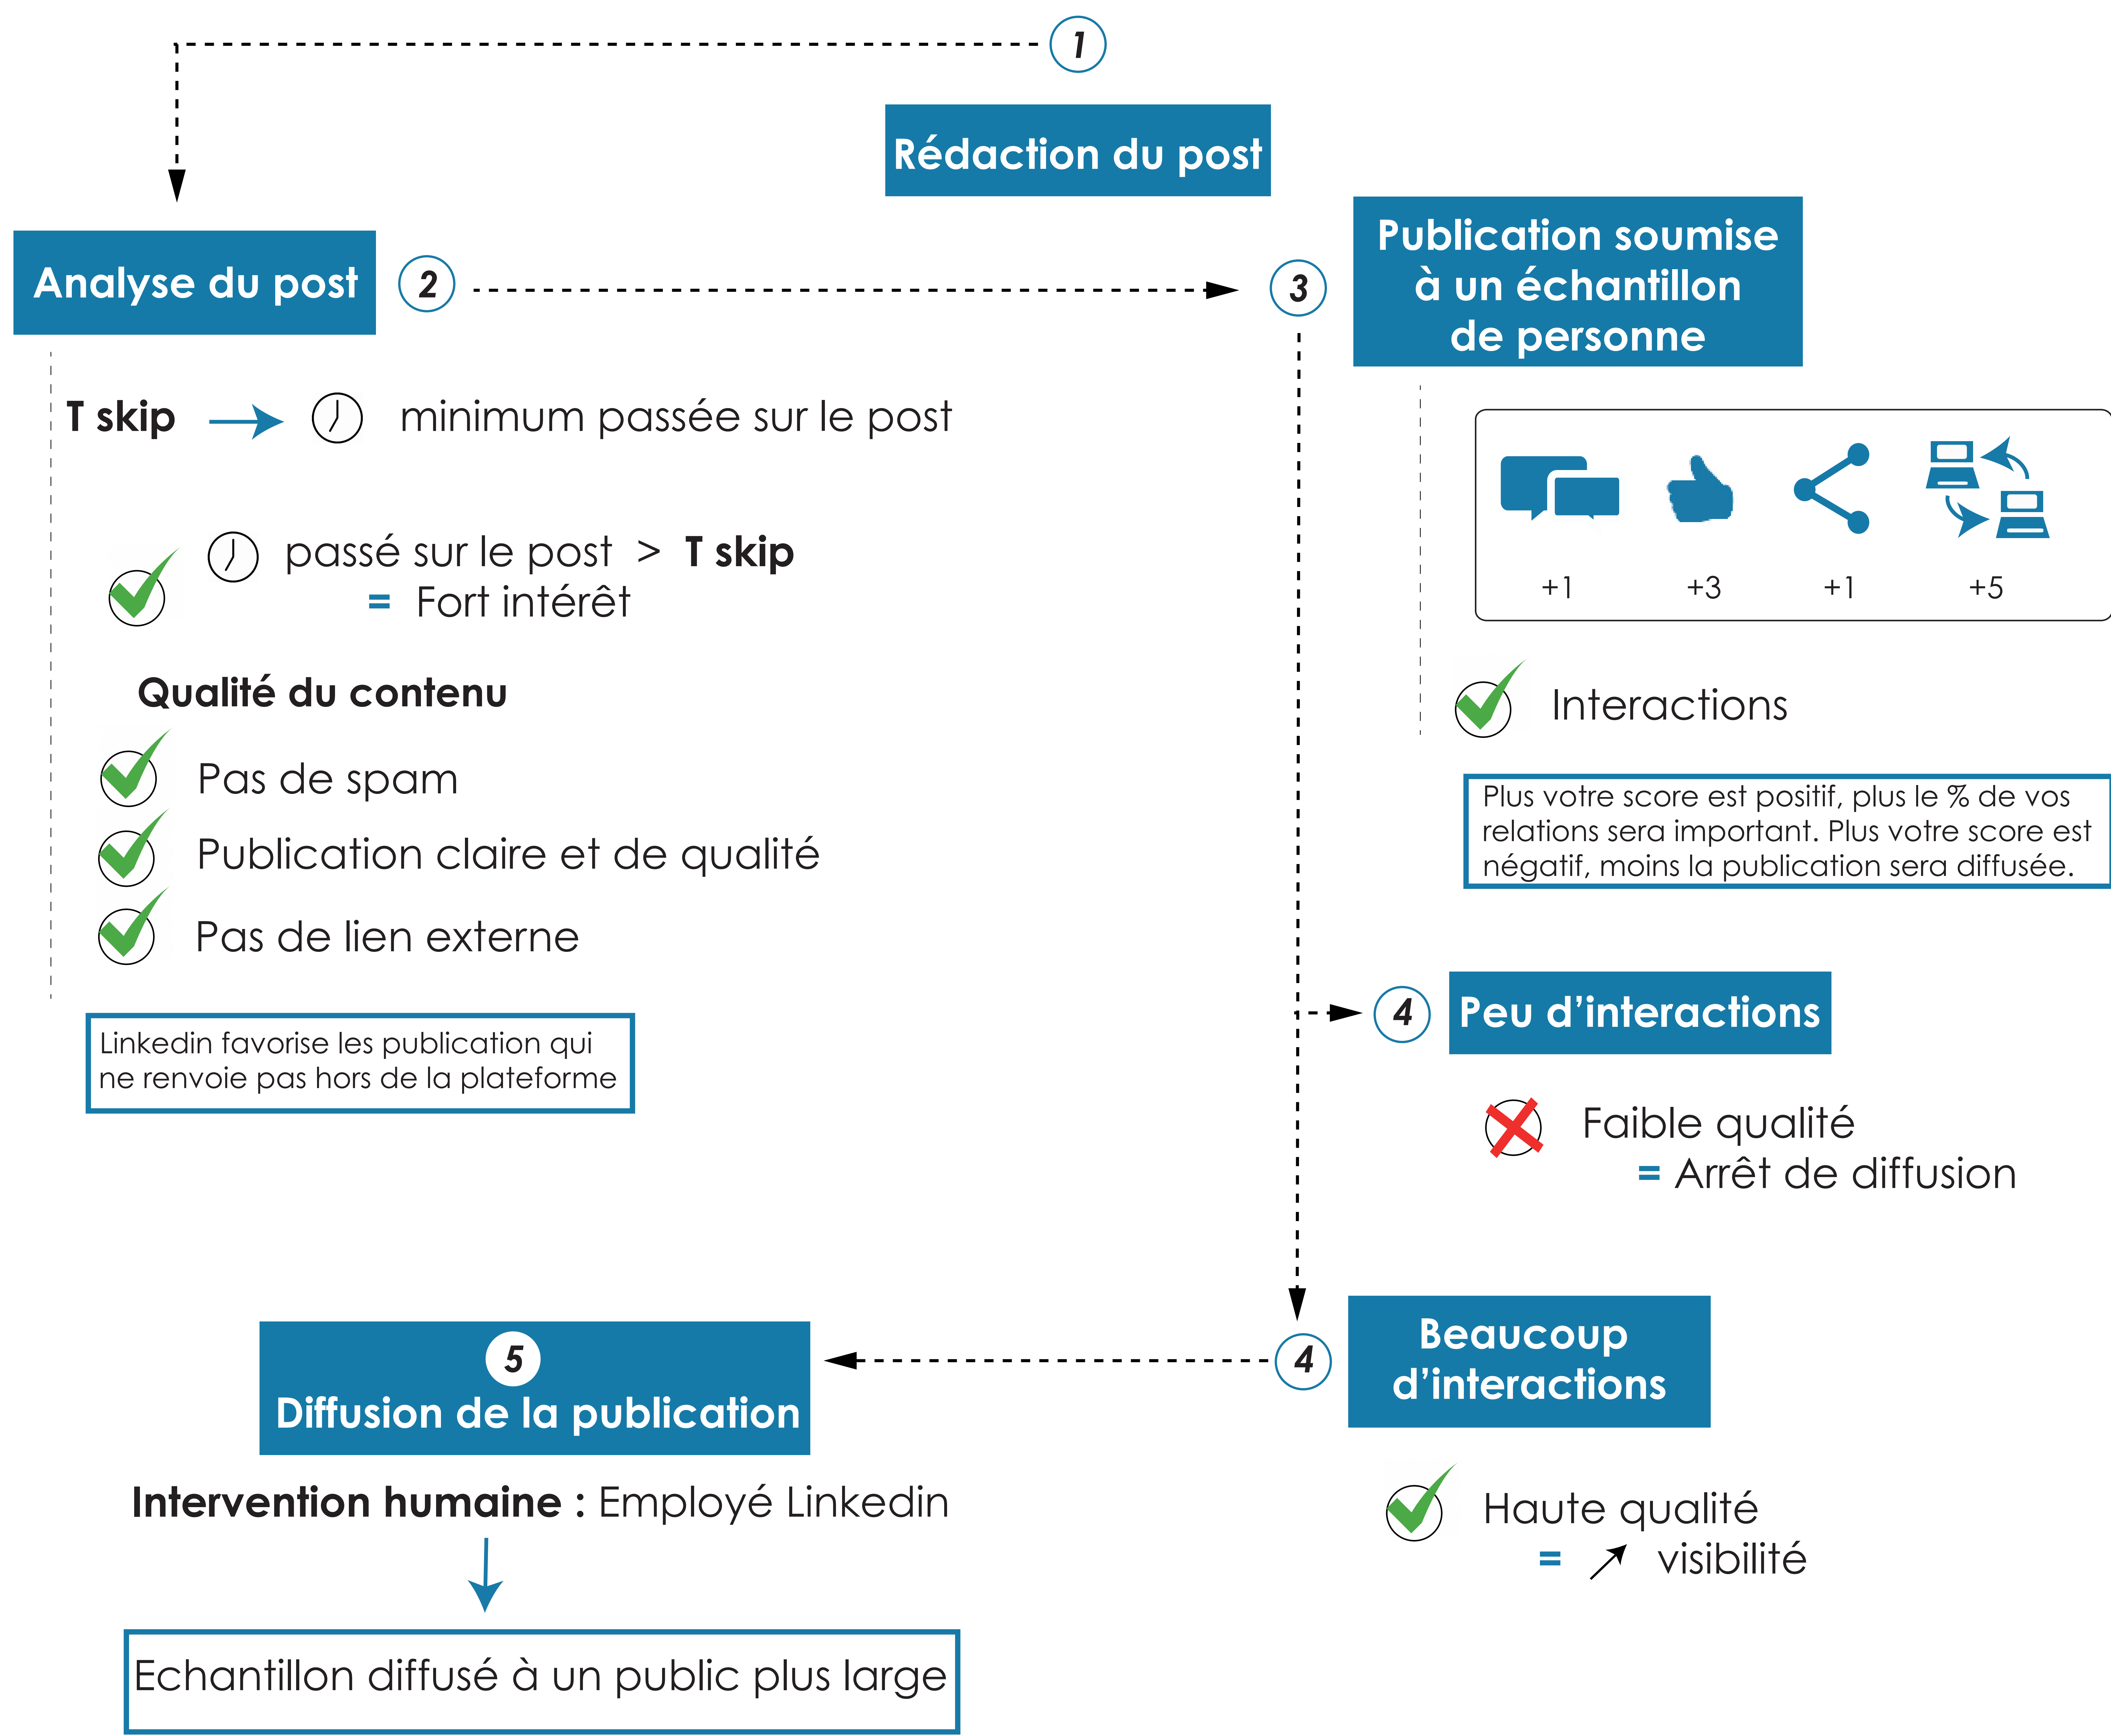 1
Rédaction du post
Analyse du post
2
T skip
minimum passée sur le post
passé sur le post > T skip
= Fort intérêt
Qualité du contenu
Pas de spam
Publication claire et de qualité
Pas de lien externe
Linkedin favorise les publication qui
ne renvoie pas hors de la plateforme
3
Publication soumise
à un échantillon
de personne
+1 +3 +1 +5
Interactions
Plus votre score est positif, plus le % de vos
relations sera important. Plus votre score est
négatif, moins la publication sera diffusée.
4
Peu d’interactions
Faible qualité
= Arrêt de diffusion
4
Beaucoup
d’interactions
Haute qualité
= visibilité
5
Diffusion de la publication
Intervention humaine : Employé Linkedin
Echantillon diffusé à un public plus large